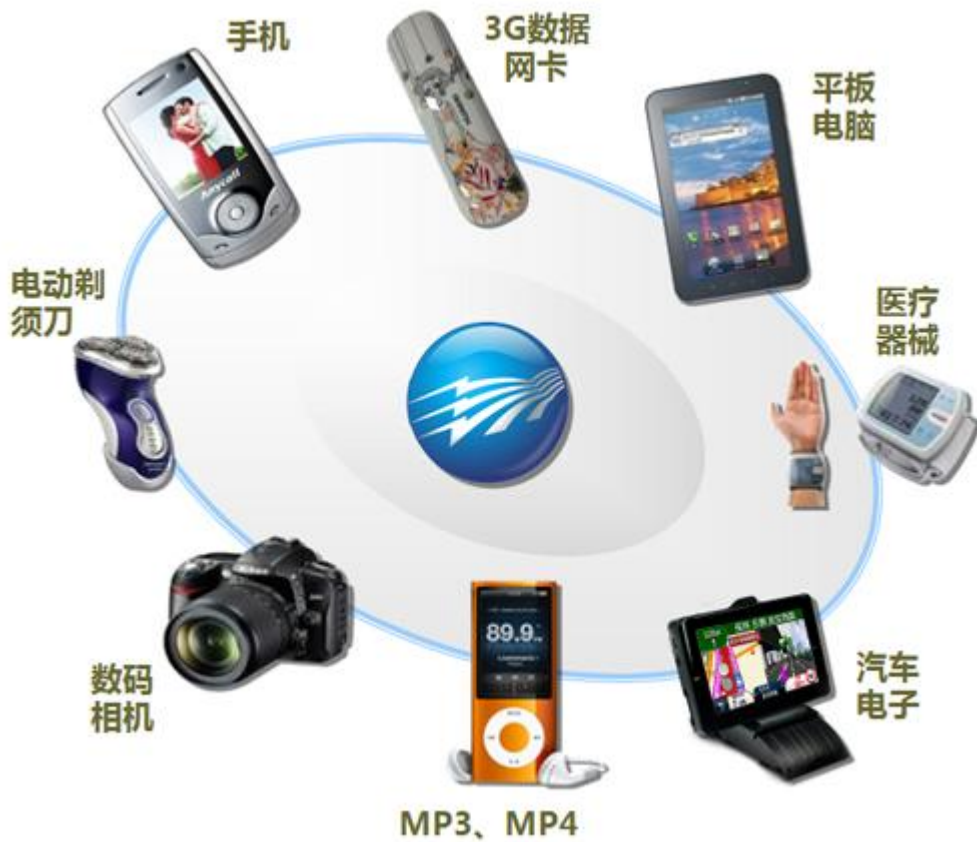 手机
3G数据
网卡
平板
电脑
Anycall
电动剃
须刀
医疗
器械
89.9
数码
相机
汽车
电子
MP3、MP4